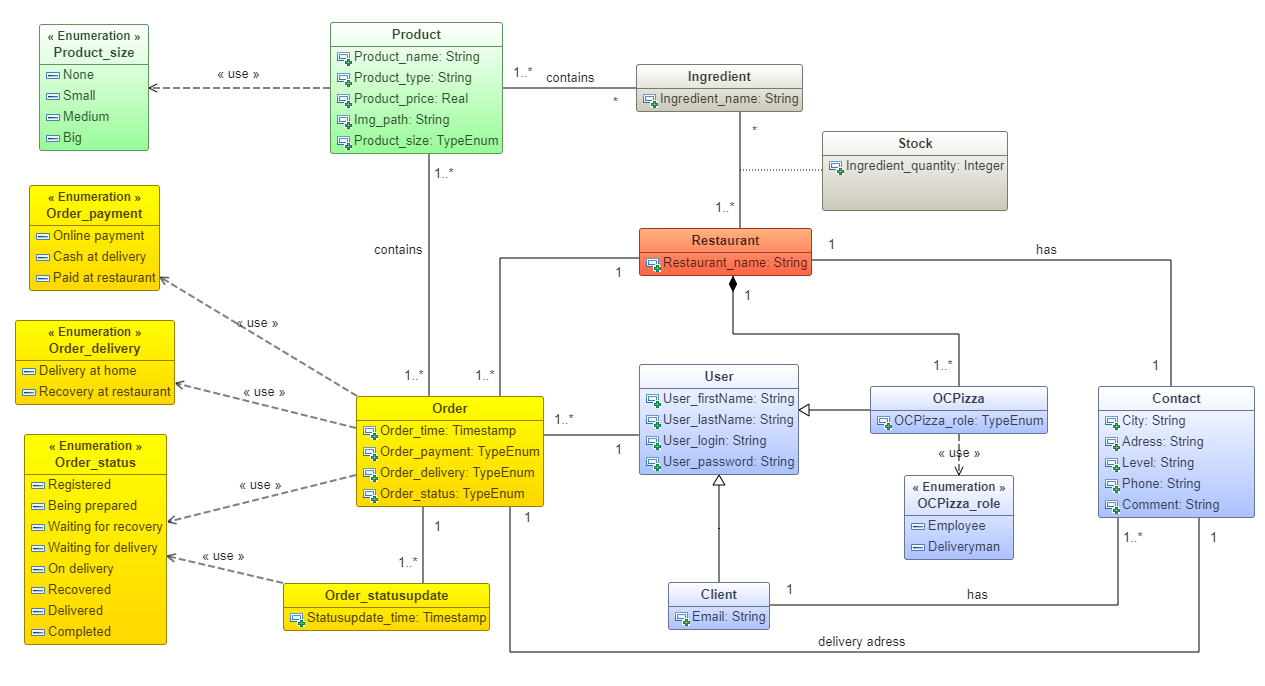 « Enumeration »
Product_size
None
Small
Medium
Big
« use »
Product
Product_name: String
Product_type: String
Product_price: Real
Img_path: String
Product_size: TypeEnum
1..*
contains
*
Ingredient
Ingredient_name: String
*
Stock
Ingredient_quantity: Integer
1..*
1..*
contains
« Enumeration »
Order_payment
Online payment
Cash at delivery
Paid at restaurant
« use »
Restaurant
Restaurant_name: String
1
1
has
1
1
« Enumeration »
Order_delivery
Delivery at home
Recovery at restaurant
« use »
1..*
1..*
Order
Order_time: Timestamp
Order_payment: TypeEnum
Order_delivery: TypeEnum
Order_status: TypeEnum
1..*
1
User
User_firstName: String
User_lastName: String
User_login: String
User_password: String
1..*
OCPizza
OCPizza_role: TypeEnum
« use »
« Enumeration »
OCPizza_role
Employee
Deliveryman
Contact
City: String
Adress: String
Level: String
Phone: String
Comment: String
« Enumeration »
Order_status
Registered
Being prepared
Waiting for recovery
Waiting for delivery
On delivery
Recovered
Delivered
Completed
« use »
« use »
1
1
1..*
Order_statusupdate
Statusupdate_time: Timestamp
Client
Email: String
1
has
1..*
1
delivery adress